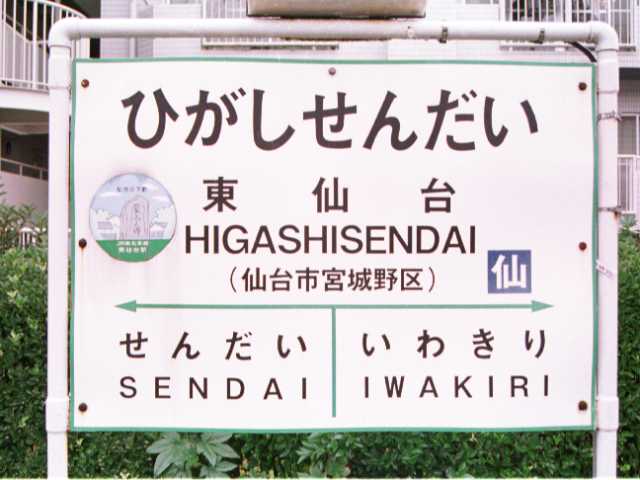 ひがしせんだい
東仙台
HIGASHISENDAI
(仙台市宮城野区)
仙
せんだい
いわきり
SENDAI
IWAKIRI